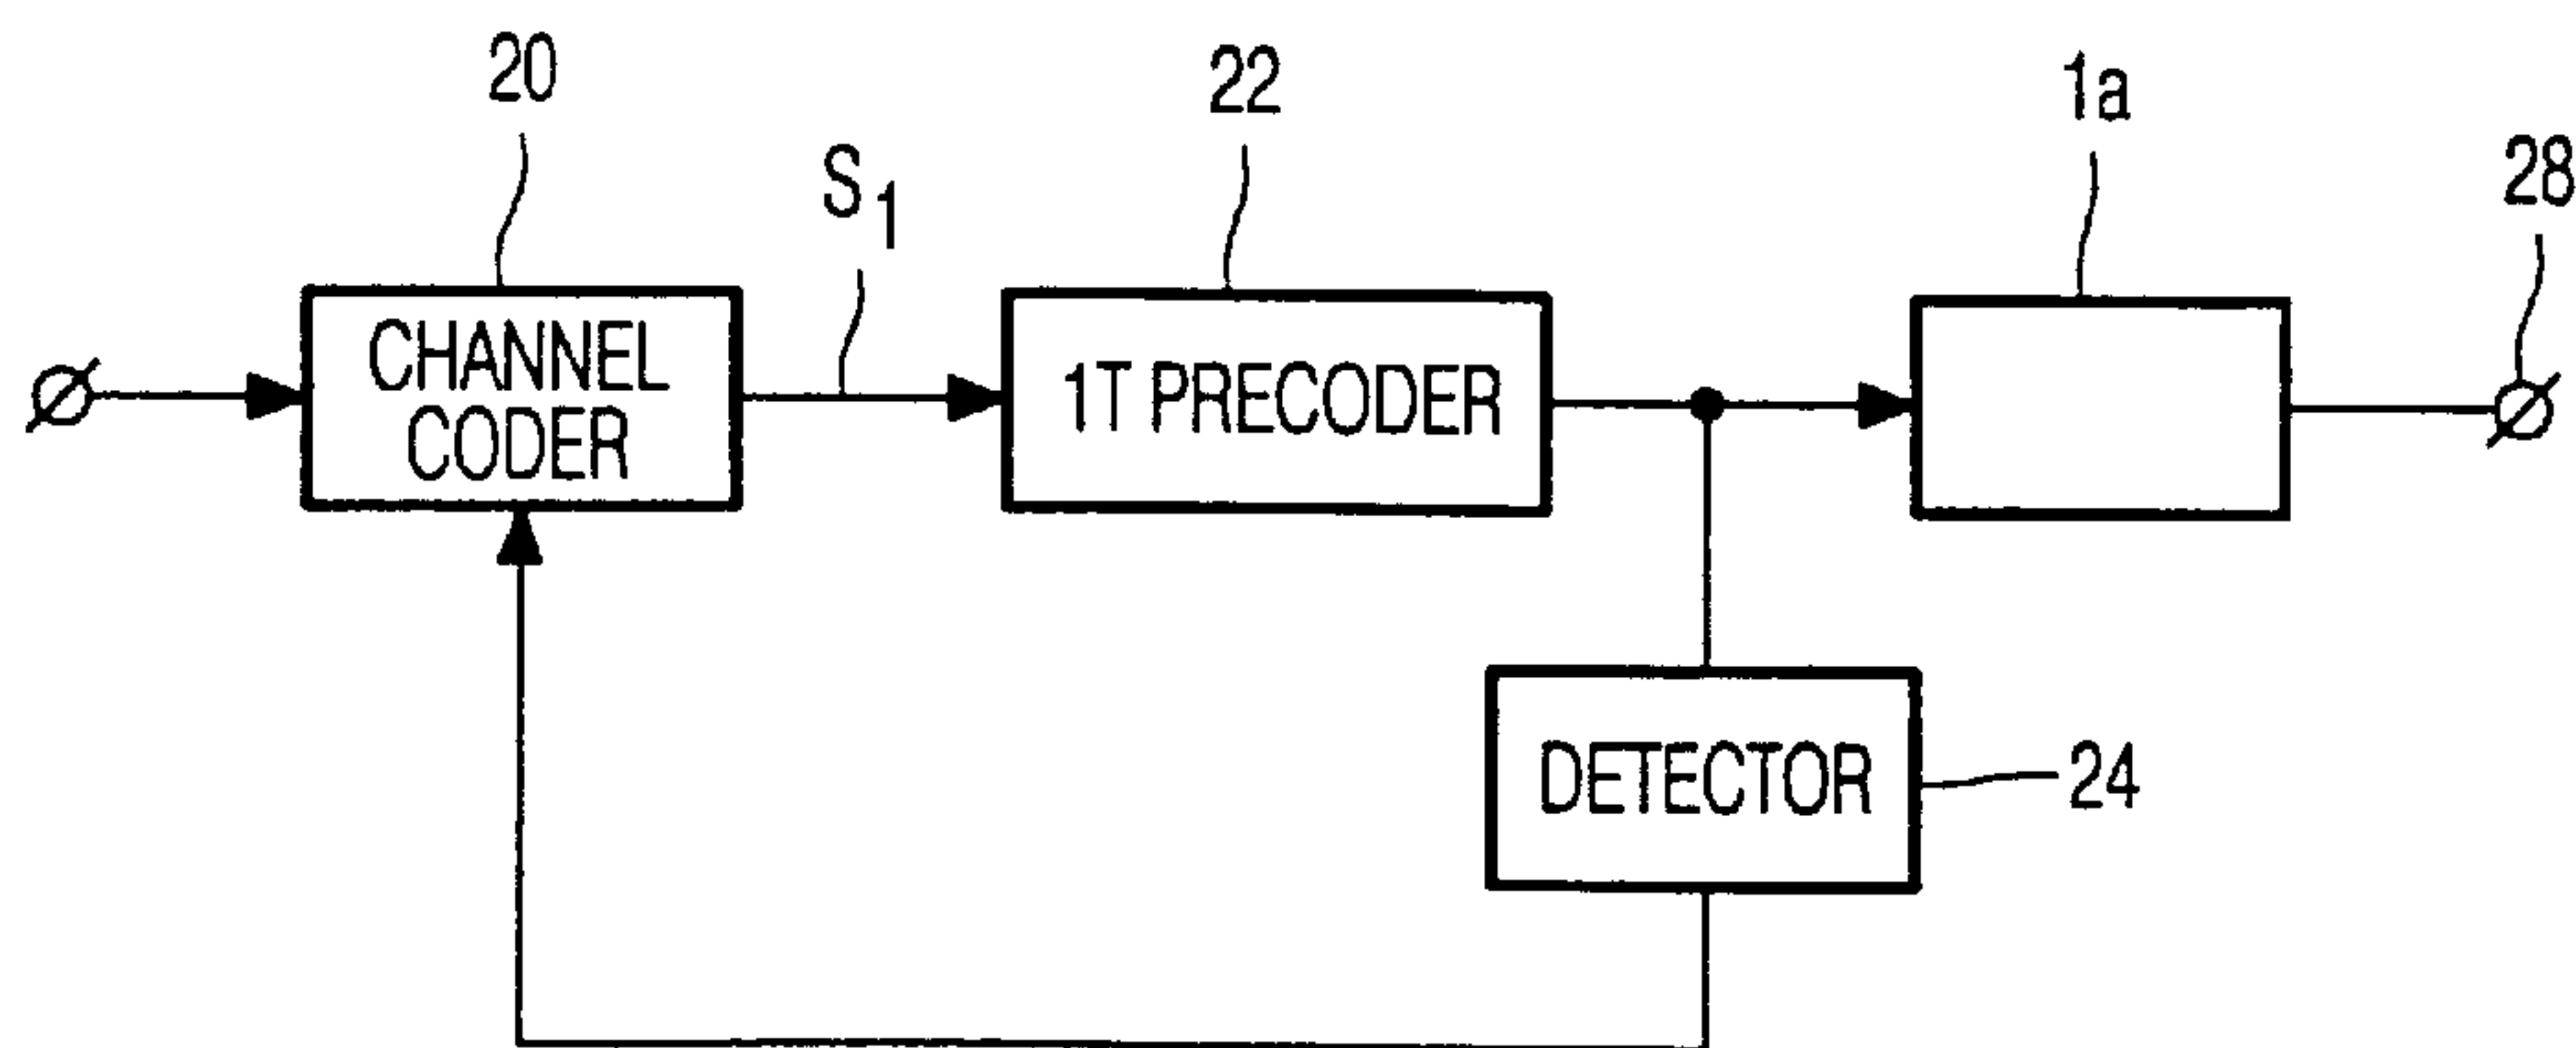 20
22
1a
28
S1
CHANNEL
CODER
1T PRECODER
DETECTOR
24